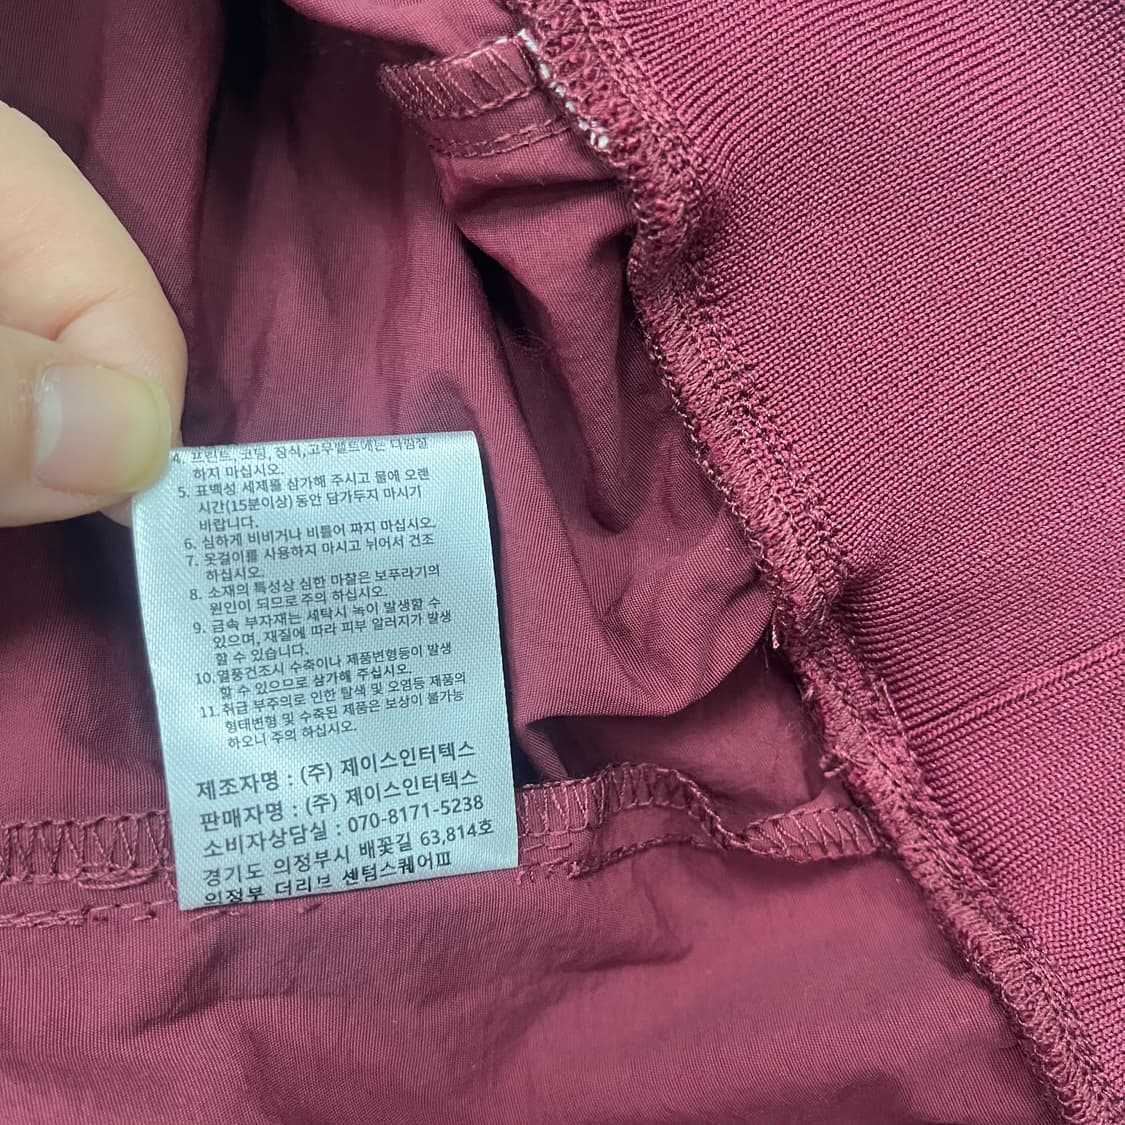 4. 프린트, 코팅, 장식, 고무벨트에는 다림질
하지 마십시오.
5. 표백성 세제를 삼가해 주시고 물에 오랜
시간(15분이상) 동안 담가두지 마시기
바랍니다.
6. 심하게 비비거나 비틀어 짜지 마십시오.
7. 옷걸이를 사용하지 마시고 뉘어서 건조
하십시오.
8. 소재의 특성상 심한 마찰은 보푸라기의
원인이 되므로 주의 하십시오.
9. 금속 부자재는 세탁시 녹이 발생할 수
있으며, 재질에 따라 피부 알러지가 발생
할 수 있습니다.
10. 열풍건조시 수축이나 제품변형등이 발생
할 수 있으므로 삼가해 주십시오.
11. 취급 부주의로 인한 탈색 및 오염등 제품의
형태변형 및 수축된 제품은 보상이 불가능
하오니 주의 하십시오.
제조자명 : (주) 제이스인터텍스
판매자명 : (주) 제이스인터텍스
소비자상담실 : 070-8171-5238
경기도 의정부시 배꽃길 63,814호
의정부 더리브 센텀스퀘어Ⅲ